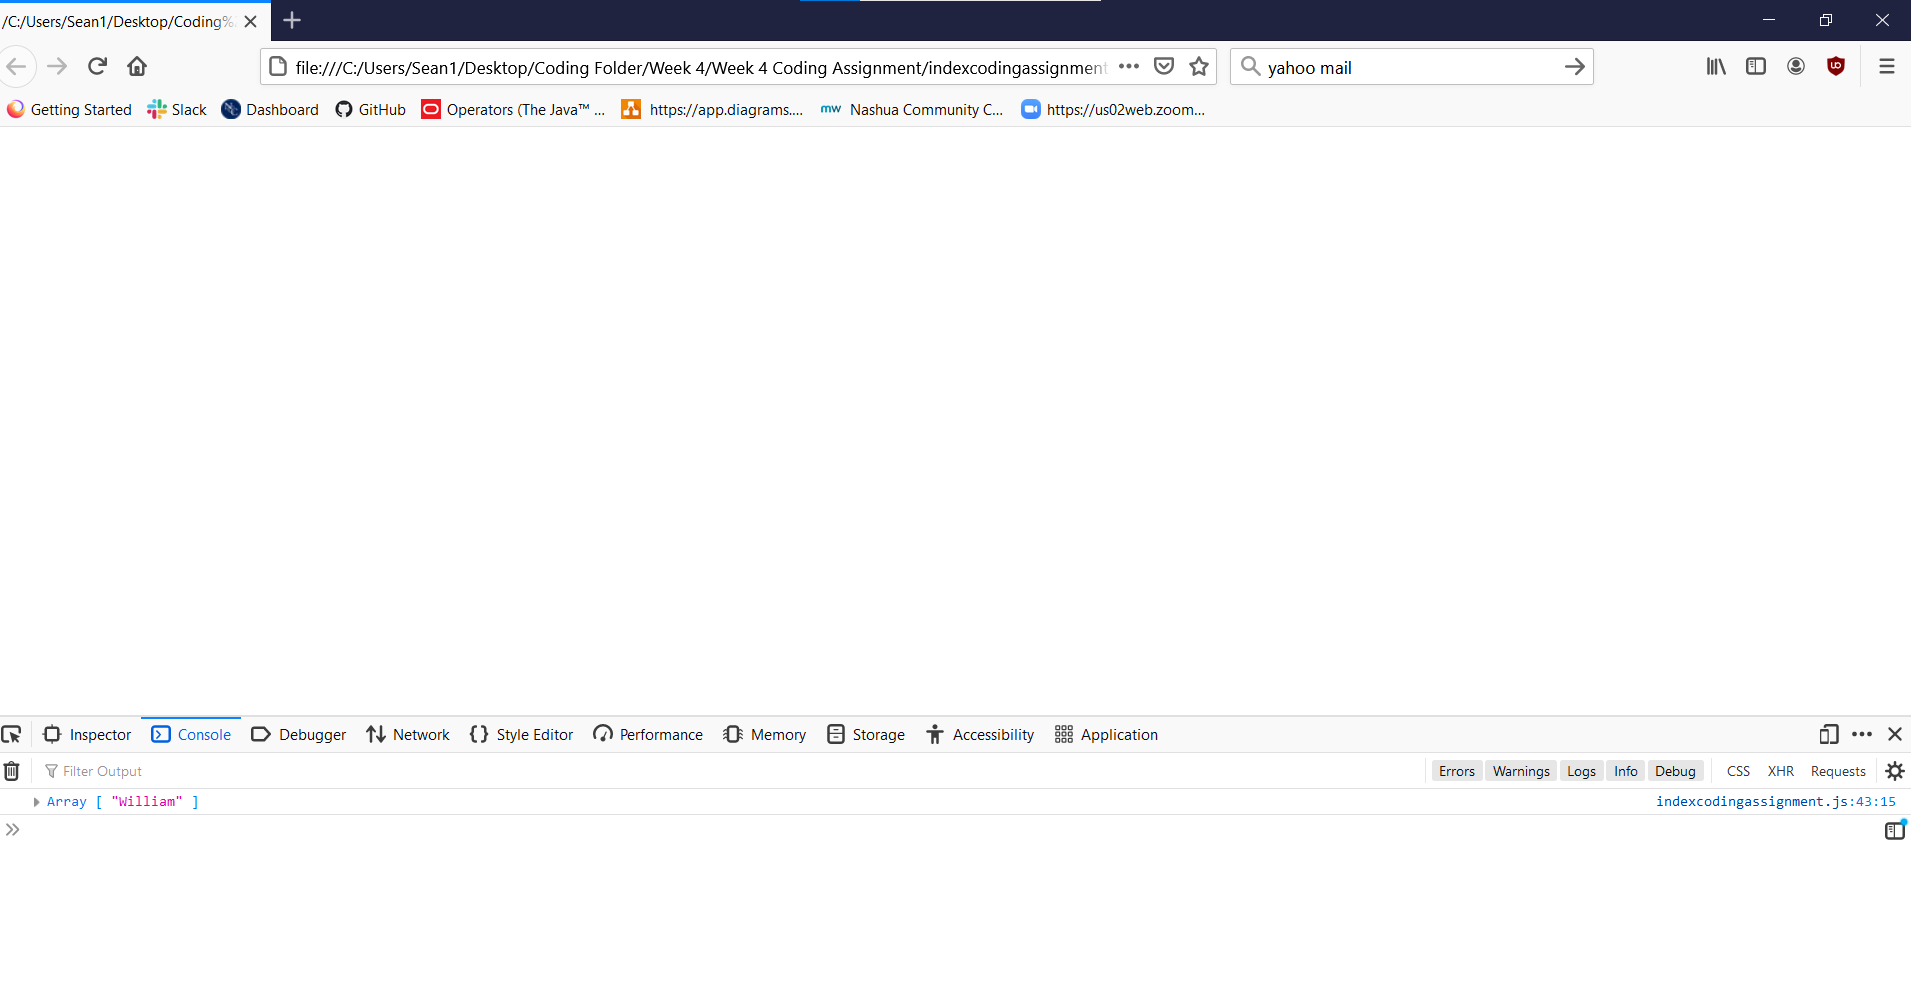 /C:/Users/Sean1/Desktop/Coding%
file:///C:/Users/Sean1/Desktop/Coding Folder/Week 4/Week 4 Coding Assignment/indexcodingassignment
yahoo mail
Getting Started Slack Dashboard GitHub Operators (The Java™ ... https://app.diagrams.... mw Nashua Community C... https://us02web.zoom...
Inspector Console Debugger Network Style Editor Performance Memory Storage Accessibility Application
Filter Output Errors Warnings Logs Info Debug CSS XHR Requests
Array [ "William" ] indexcodingassignment.js:43:15